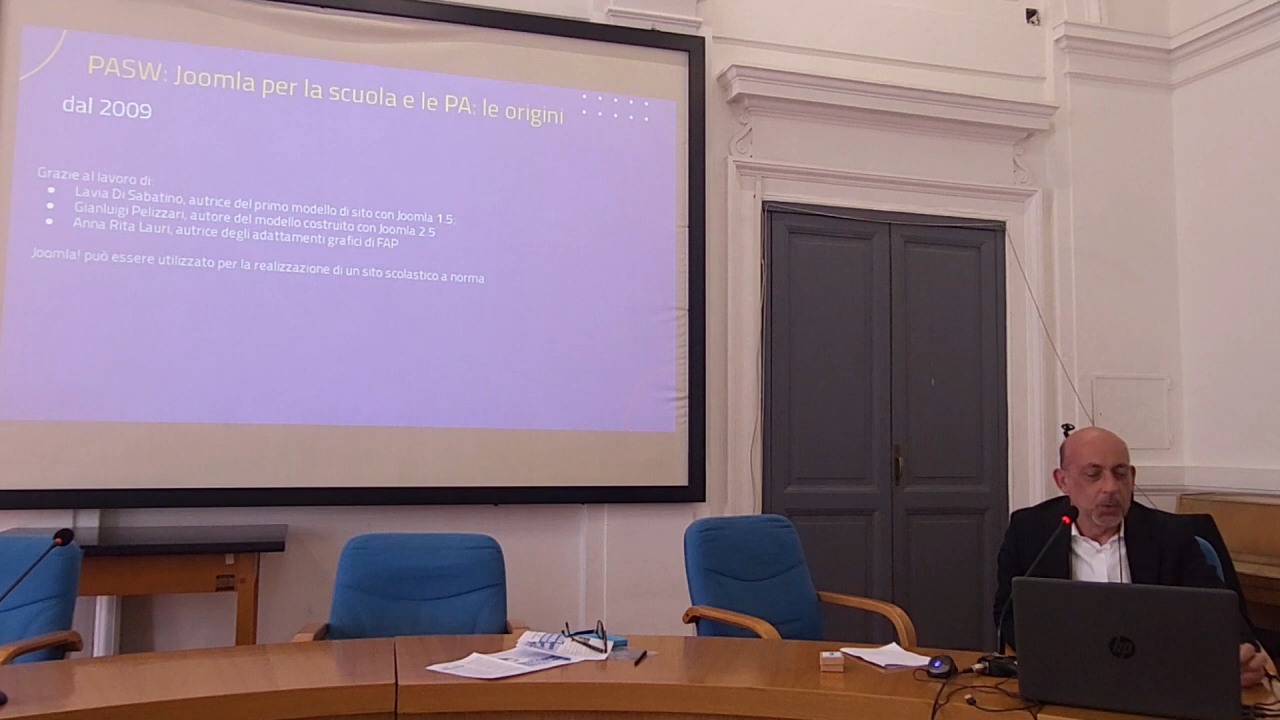 PASW: Joomla per la scuola e le PA: le origini
dal 2009
Grazie al lavoro di:
Lavia Di Sabatino, autrice del primo modello di sito con Joomla 1.5;
Gianluigi Pelizzari, autore del modello costruito con Joomla 2.5
Anna Rita Lauri, autrice degli adattamenti grafici di FAP
Joomla! può essere utilizzato per la realizzazione di un sito scolastico a norma
hp